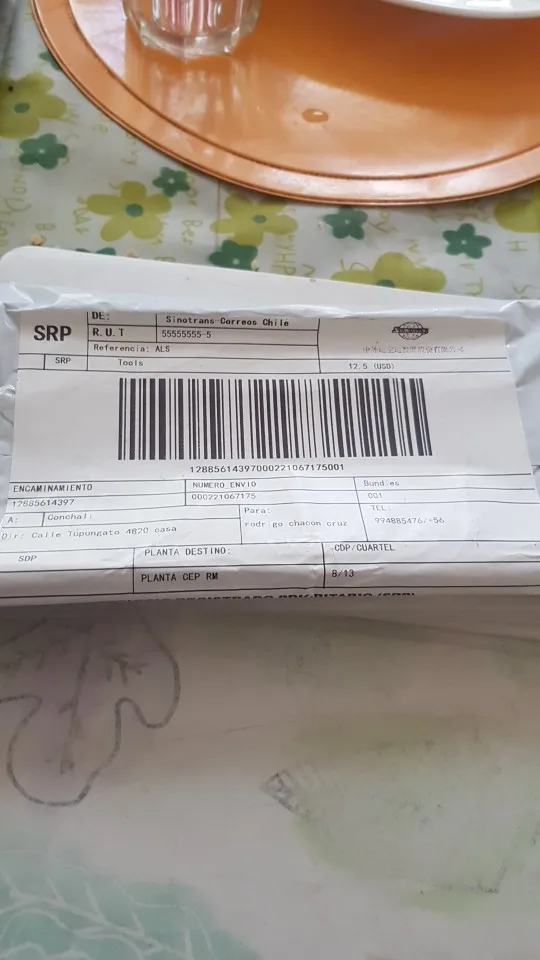 SRP
DE:
Sinotrans Correos Chile
R.U.T
55555555-5
Referencia: ALS
SRP
Tools
12.5 (USD)
12885614397000221067175001
ENCAMINAMIENTO
NUMERO_ENVIO
Bundles
12885614397
000221067175
001
A:
Conchali
Para:
TEL:
Dir: Calle Tupungato 4820 casa
rodrigo chacon cruz
994885476/+56
SDP
PLANTA DESTINO:
CDP/CUARTEL
PLANTA CEP RM
8/13